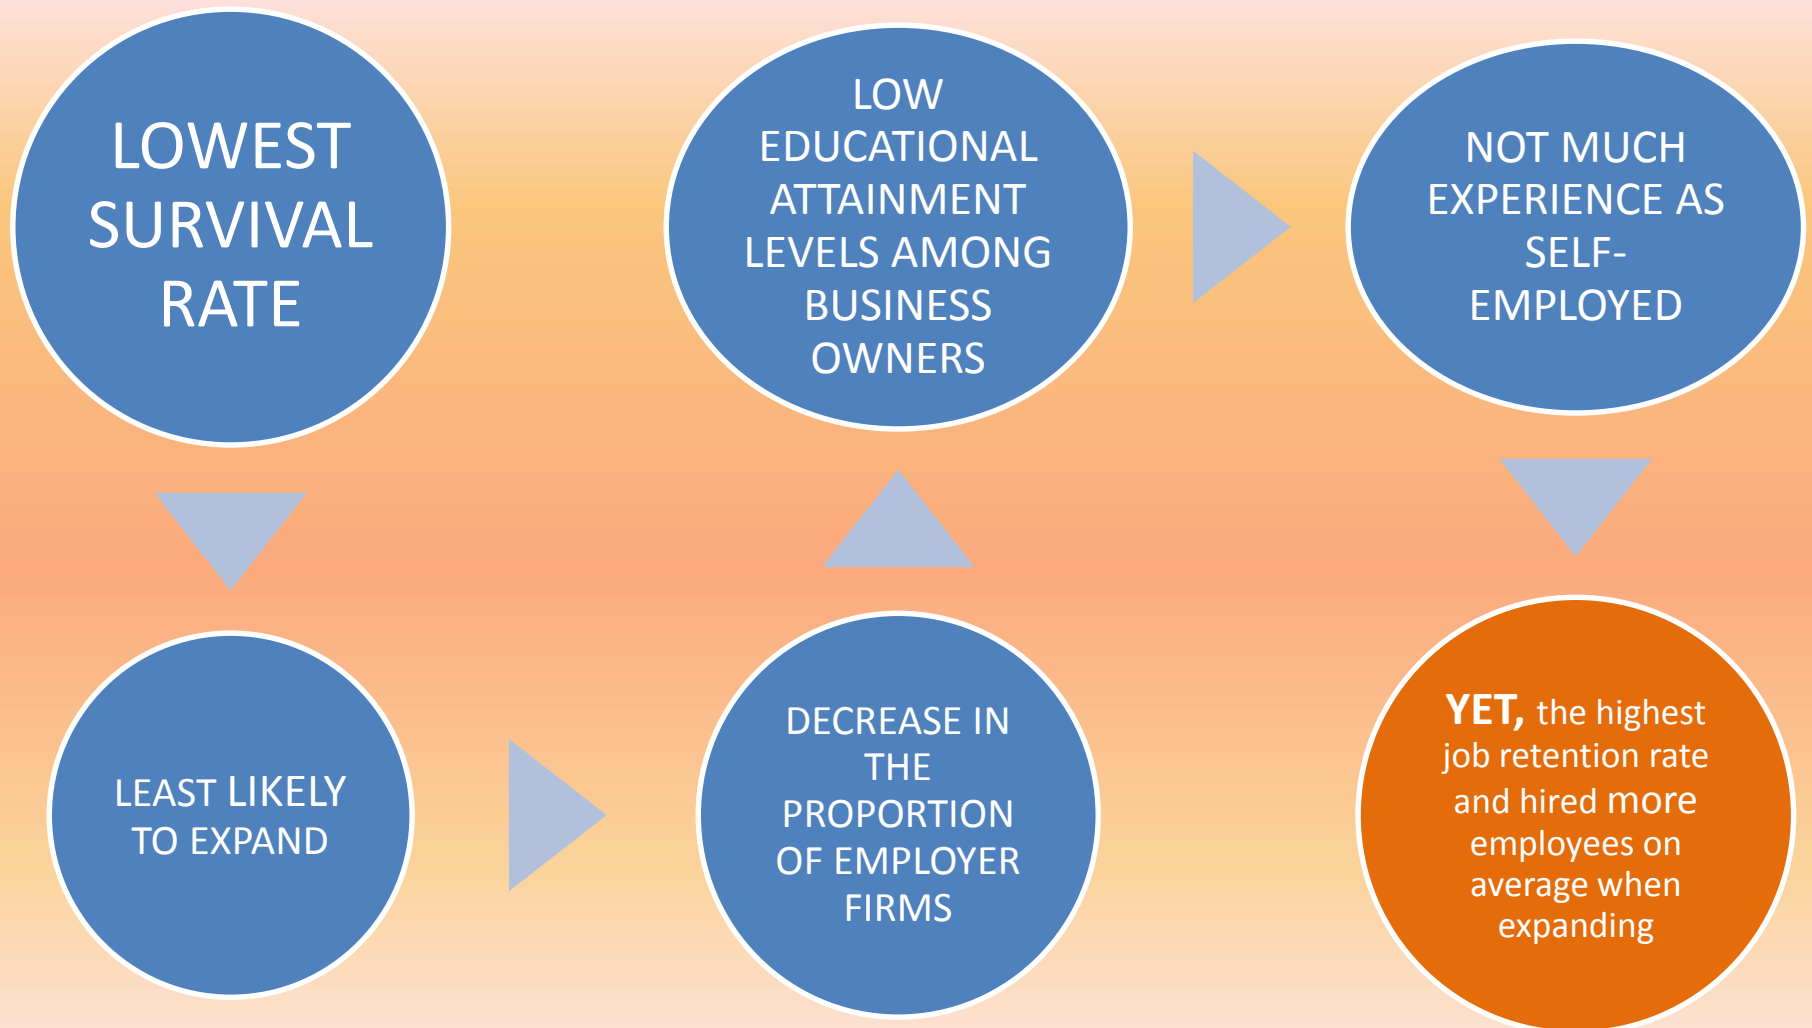 LOWEST
SURVIVAL
RATE
LEAST LIKELY
TO EXPAND
DECREASE IN
THE
PROPORTION
OF EMPLOYER
FIRMS
LOW
EDUCATIONAL
ATTAINMENT
LEVELS AMONG
BUSINESS
OWNERS
NOT MUCH
EXPERIENCE AS
SELF-
EMPLOYED
YET, the highest
job retention rate
and hired more
employees on
average when
expanding